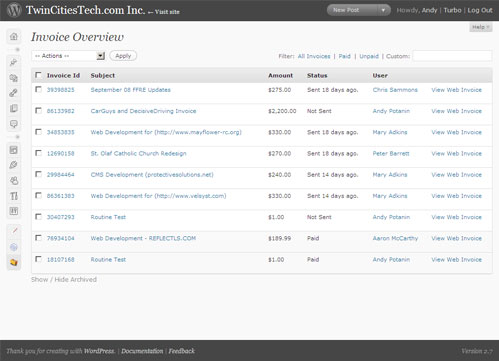 TwinCitiesTech.com Inc. ← Visit site New Post Howdy, Andy | Turbo | Log Out
Help
Invoice Overview
-- Actions -- Apply Filter: All Invoices | Paid | Unpaid | Custom:
Invoice Id Subject Amount Status User
39398825 September 08 FFRE Updates $275.00 Sent 18 days ago. Chris Sammons View Web Invoice
86133982 CarGuys and DecisiveDriving Invoice $2,200.00 Not Sent Andy Potanin View Web Invoice
34853835 Web Development for (http://www.mayflower-rc.org) $330.00 Sent 18 days ago. Mary Adkins View Web Invoice
12690158 St. Olaf Catholic Church Redesign $270.00 Sent 18 days ago. Peter Barrett View Web Invoice
29984464 CMS Development (protectivesolutions.net) $240.00 Sent 14 days ago. Mary Adkins View Web Invoice
86361383 Web Development for (http://www.velsyst.com) $330.00 Sent 14 days ago. Mary Adkins View Web Invoice
30407293 Routine Test $1.00 Not Sent Andy Potanin View Web Invoice
78934104 Web Development - REFLECTLS.COM $189.99 Paid Aaron McCarthy View Web Invoice
18107168 Routine Test $1.00 Paid Andy Potanin View Web Invoice
Show / Hide Archived
Thank you for creating with WordPress. | Documentation | Feedback Version 2.7